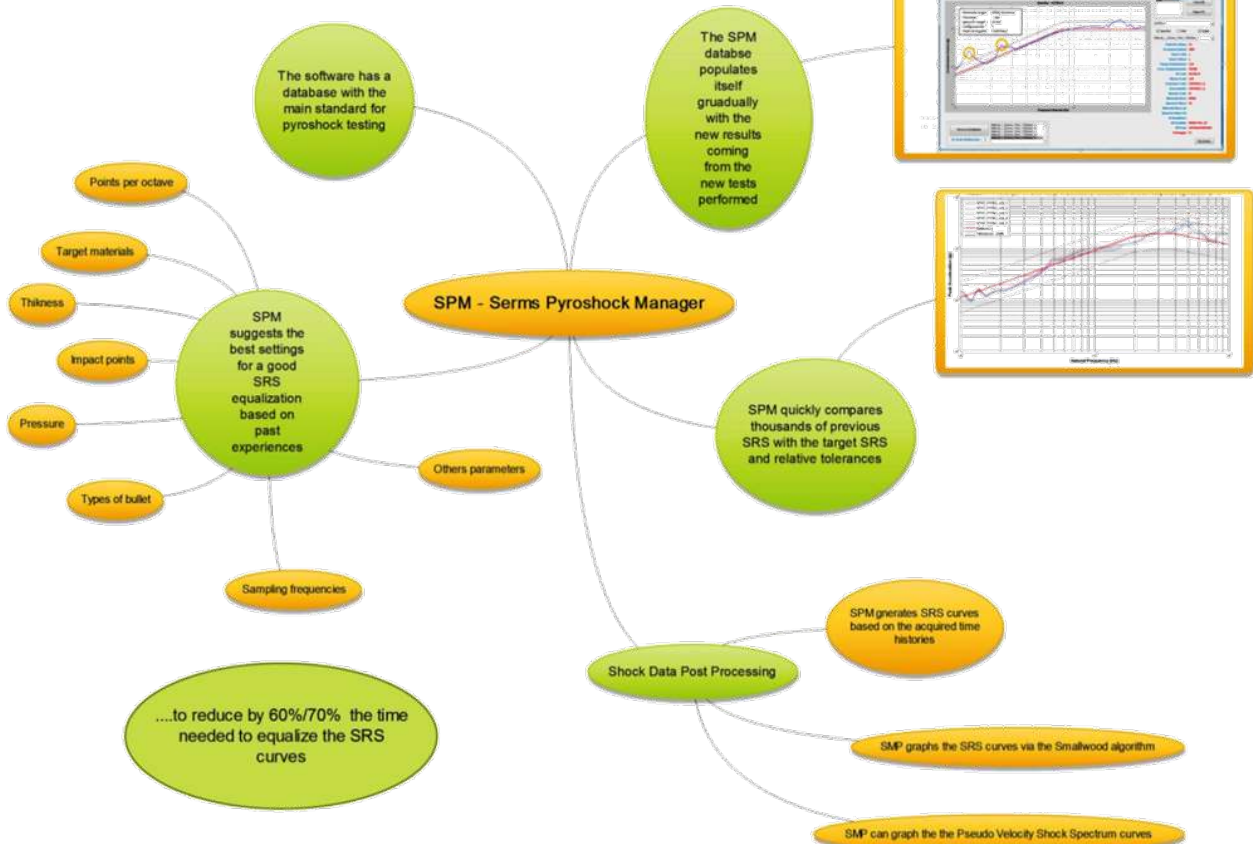 The software has a
database with the
main standard for
pyroshock testing
The SPM
databse
populates
itself
gruadually
with the
new results
coming
from the
new tests
performed
Points per octave
Target materials
Thikness
Impact points
Pressure
Types of bullet
SPM
suggests the
best settings
for a good
SRS
equalization
based on
past
experiences
Others parameters
Sampling frequencies
SPM - Serms Pyroshock Manager
SPM quickly compares
thousands of previous
SRS with the target SRS
and relative tolerances
Natural Frequency [Hz]
....to reduce by 60%/70% the time
needed to equalize the SRS
curves
Shock Data Post Processing
SPM gnerates SRS curves
based on the acquired time
histories
SMP graphs the SRS curves via the Smallwood algorithm
SMP can graph the the Pseudo Velocity Shock Spectrum curves